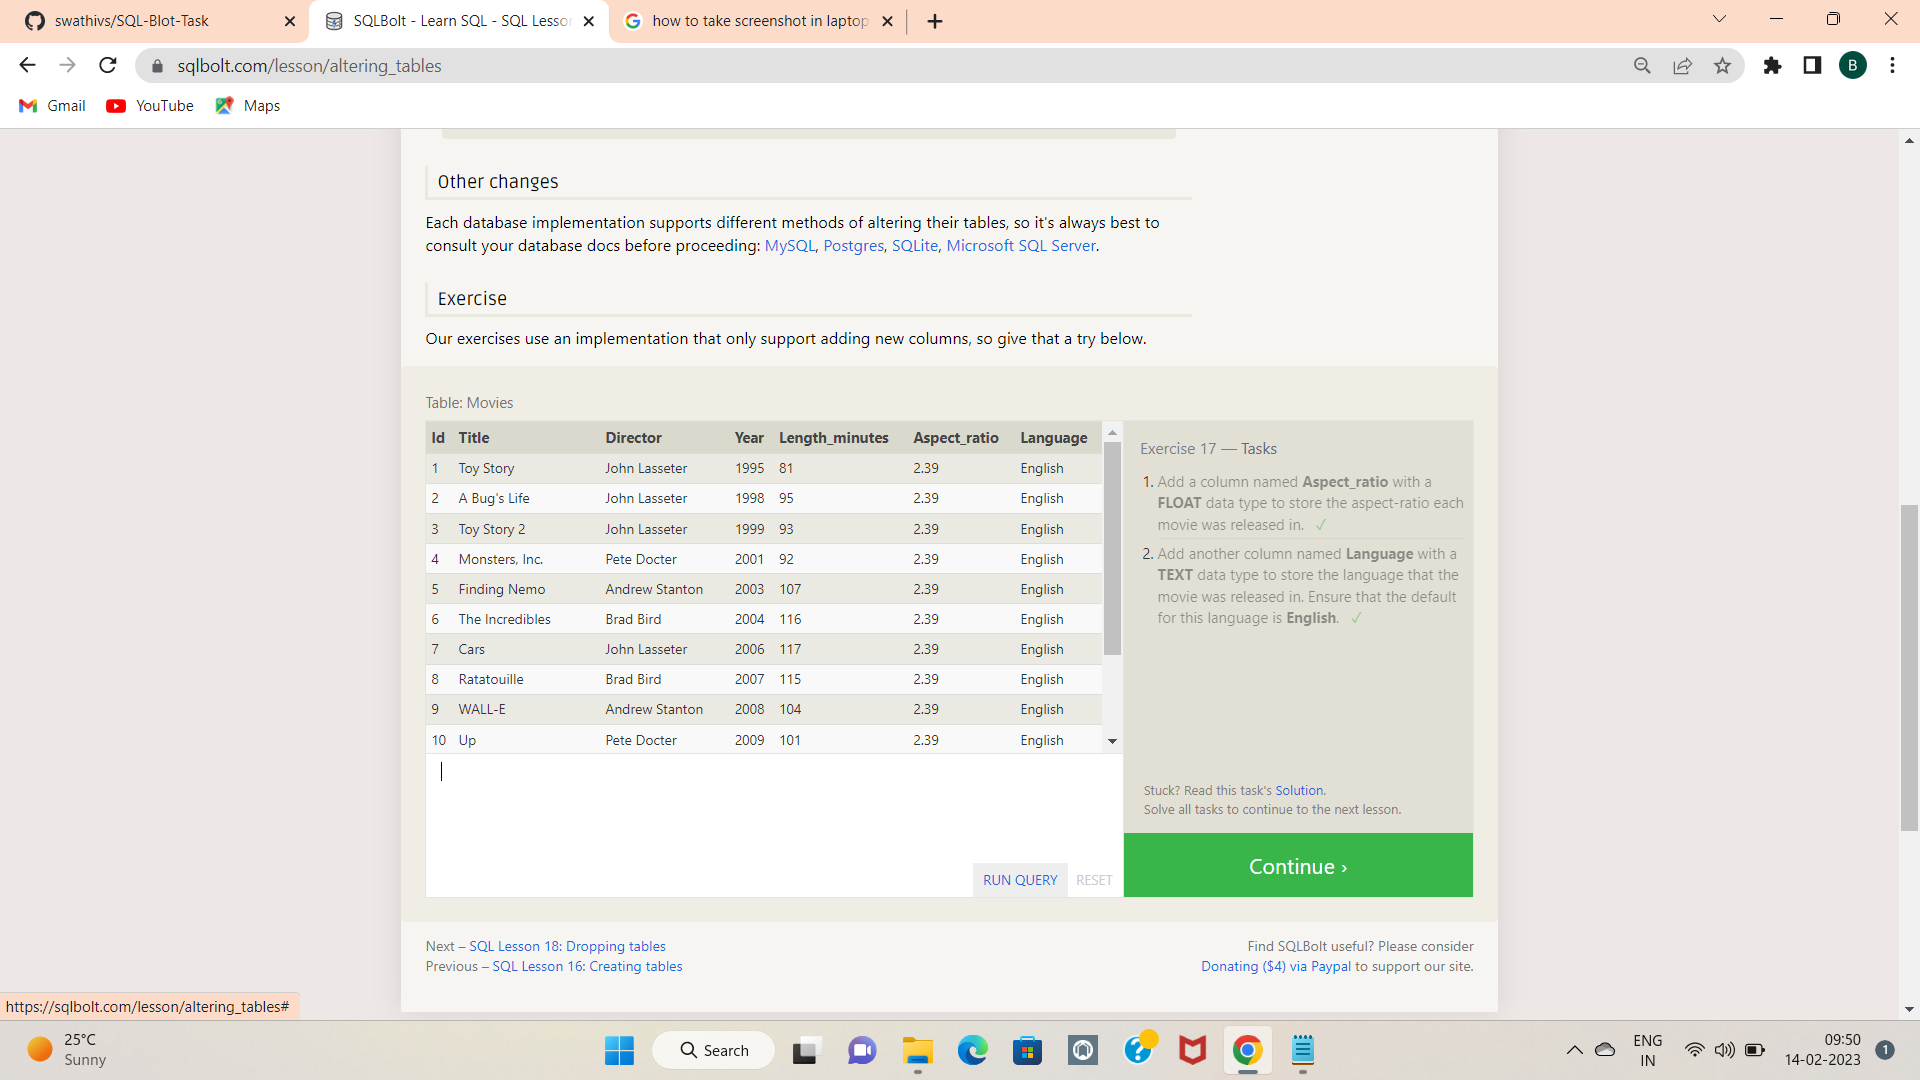 swathivs/SQL-Blot-Task
SQLBolt - Learn SQL - SQL Lesson
how to take screenshot in laptop
sqlbolt.com/lesson/altering_tables
B
Gmail
YouTube
Maps
Other changes
Each database implementation supports different methods of altering their tables, so it's always best to
consult your database docs before proceeding: MySQL, Postgres, SQLite, Microsoft SQL Server.
Exercise
Our exercises use an implementation that only support adding new columns, so give that a try below.
Table: Movies
Id Title Director Year Length_minutes Aspect_ratio Language
1 Toy Story John Lasseter 1995 81 2.39 English
2 A Bug's Life John Lasseter 1998 95 2.39 English
3 Toy Story 2 John Lasseter 1999 93 2.39 English
4 Monsters, Inc. Pete Docter 2001 92 2.39 English
5 Finding Nemo Andrew Stanton 2003 107 2.39 English
6 The Incredibles Brad Bird 2004 116 2.39 English
7 Cars John Lasseter 2006 117 2.39 English
8 Ratatouille Brad Bird 2007 115 2.39 English
9 WALL-E Andrew Stanton 2008 104 2.39 English
10 Up Pete Docter 2009 101 2.39 English
RUN QUERY RESET
Exercise 17 — Tasks
1. Add a column named Aspect_ratio with a
FLOAT data type to store the aspect-ratio each
movie was released in. ✓
2. Add another column named Language with a
TEXT data type to store the language that the
movie was released in. Ensure that the default
for this language is English. ✓
Stuck? Read this task's Solution.
Solve all tasks to continue to the next lesson.
Continue ›
Next – SQL Lesson 18: Dropping tables
Previous – SQL Lesson 16: Creating tables
Find SQLBolt useful? Please consider
Donating ($4) via Paypal to support our site.
https://sqlbolt.com/lesson/altering_tables#
25°C
Sunny
Search
ENG
IN
09:50
14-02-2023
1